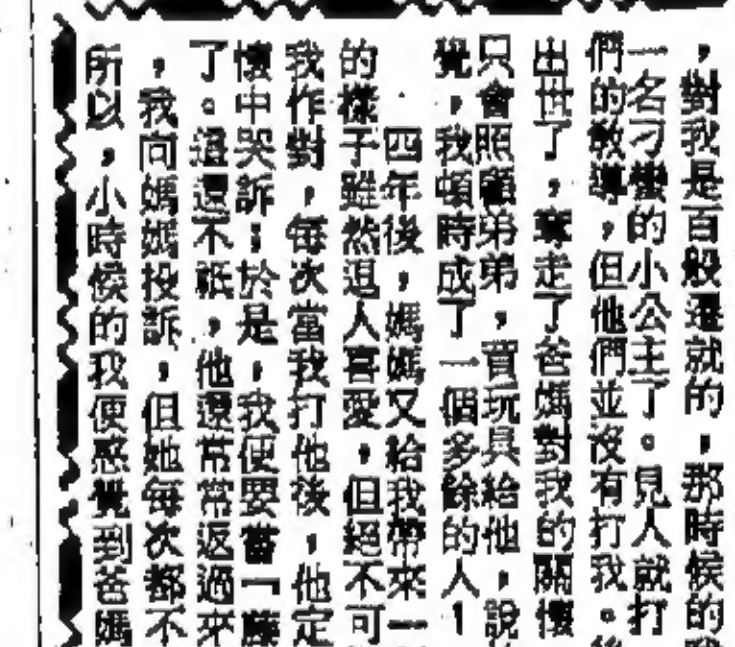 ，對我是百般遷就的，那時候的我
一名刁蠻的小公主了。見人就打
們的教導，但他們並沒有打我。後
出世了，奪走了爸媽對我的關懷
只會照顧弟弟，買玩具給他，說
覺，我頓時成了一個多餘的人！
四年後，媽媽又給我帶來一
的樣子雖然逗人喜愛，但絕不可
我作對，每次當我打他後，他定
懷中哭訴；於是，我便要當一藤
了。這還不祇，他還常常返過來
，我向媽媽投訴，但她每次都不
所以，小時候的我便感覺到爸媽